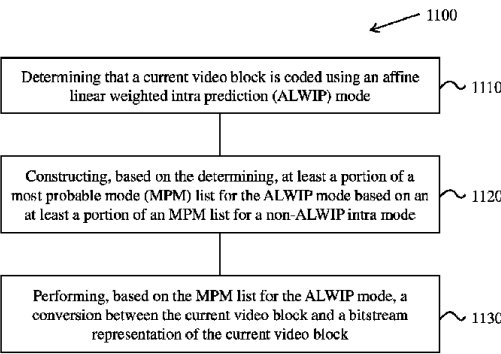 1100
Determining that a current video block is coded using an affine
linear weighted intra prediction (ALWIP) mode
1110
Constructing, based on the determining, at least a portion of a
most probable mode (MPM) list for the ALWIP mode based on an
at least a portion of an MPM list for a non-ALWIP intra mode
1120
Performing, based on the MPM list for the ALWIP mode, a
conversion between the current video block and a bitstream
representation of the current video block
1130